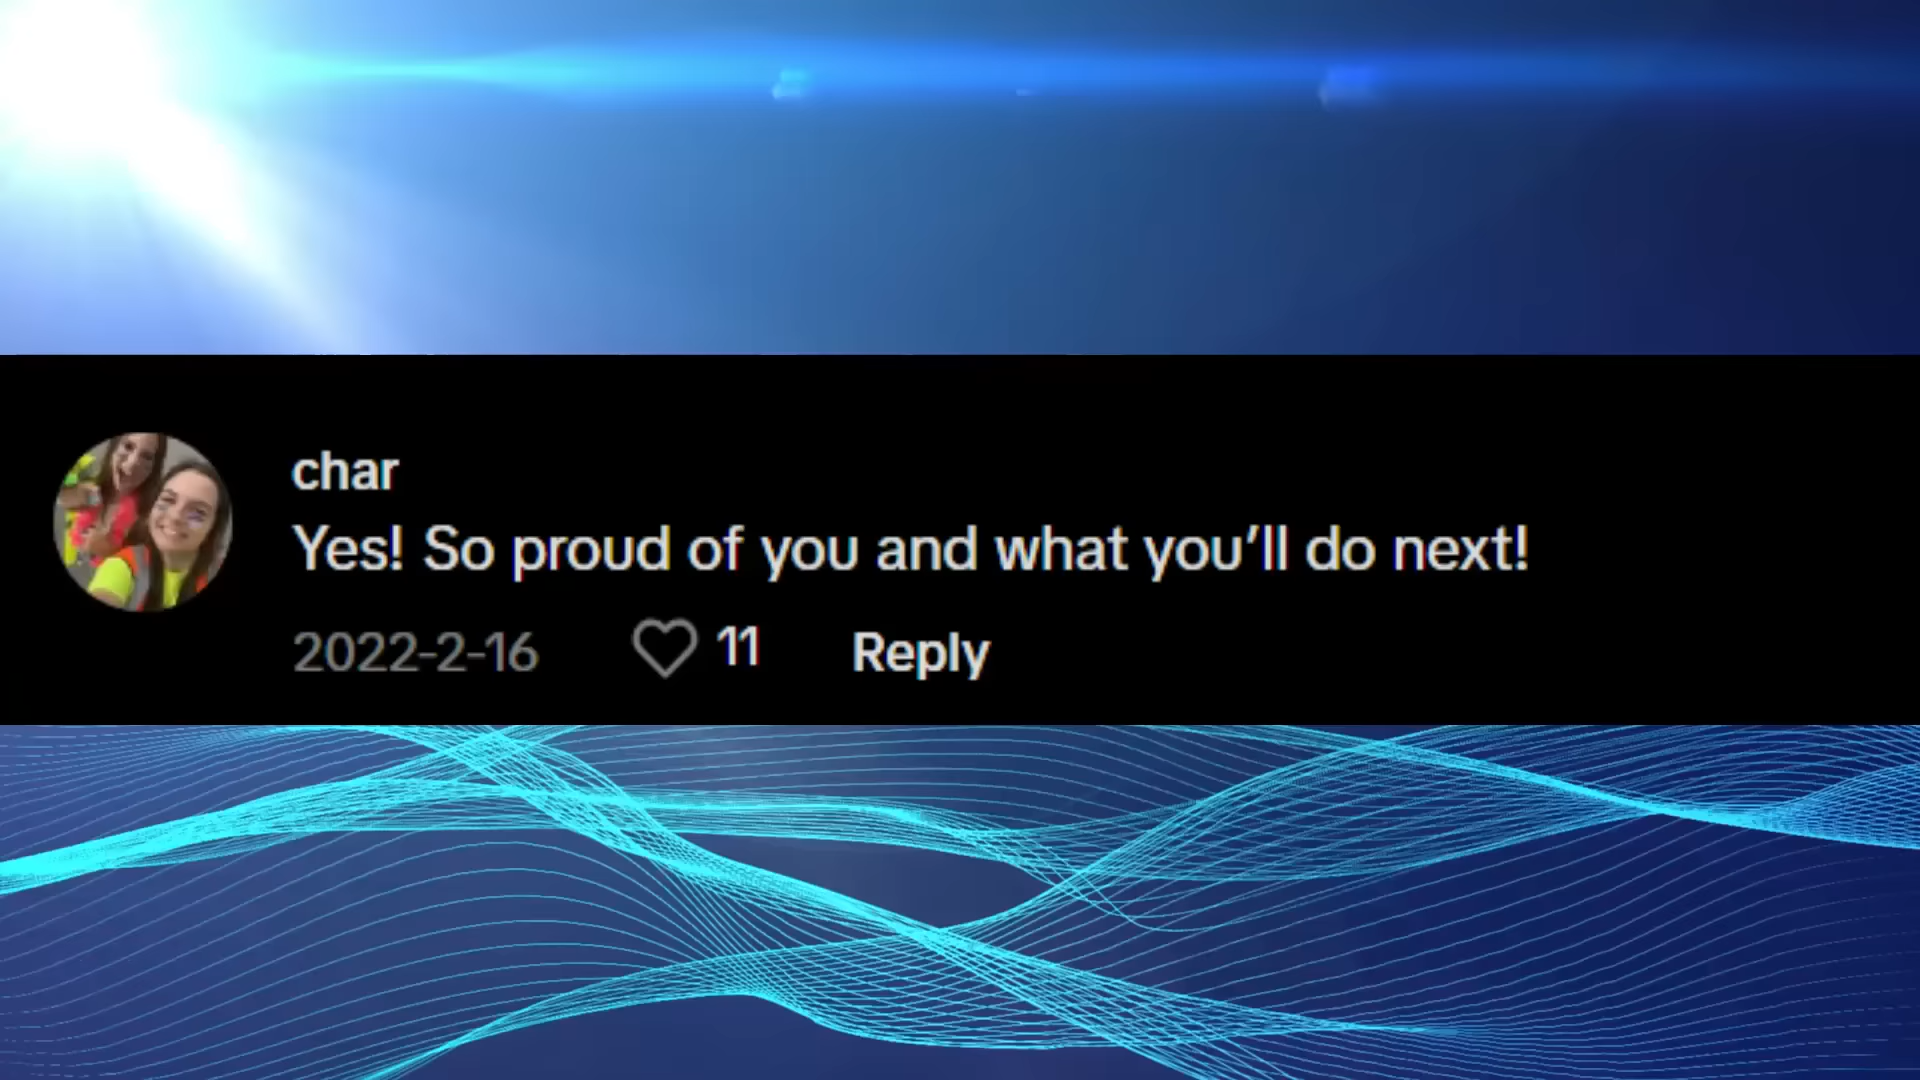 char
Yes! So proud of you and what you’ll do next!
2022-2-16 11 Reply